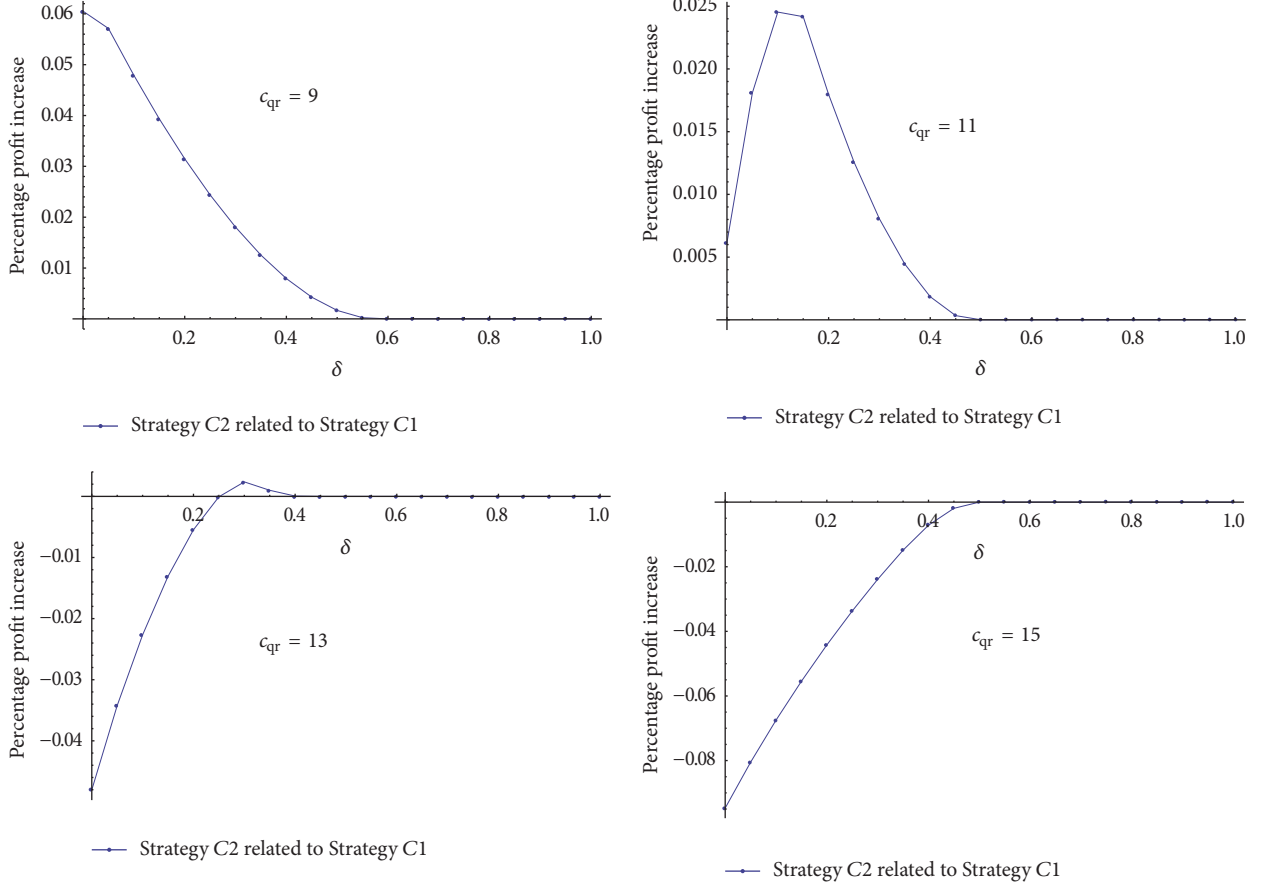 0.06
0.05
0.04
0.03
0.02
0.01
Percentage profit increase
c_qr = 9
0.2 0.4 0.6 0.8 1.0
δ
Strategy C2 related to Strategy C1
0.025
0.020
0.015
0.010
0.005
Percentage profit increase
c_qr = 11
0.2 0.4 0.6 0.8 1.0
δ
Strategy C2 related to Strategy C1
0.2 0.4 0.6 0.8 1.0
δ
−0.01
−0.02
−0.03
−0.04
Percentage profit increase
c_qr = 13
Strategy C2 related to Strategy C1
0.2 0.4 0.6 0.8 1.0
δ
−0.02
−0.04
−0.06
−0.08
Percentage profit increase
c_qr = 15
Strategy C2 related to Strategy C1